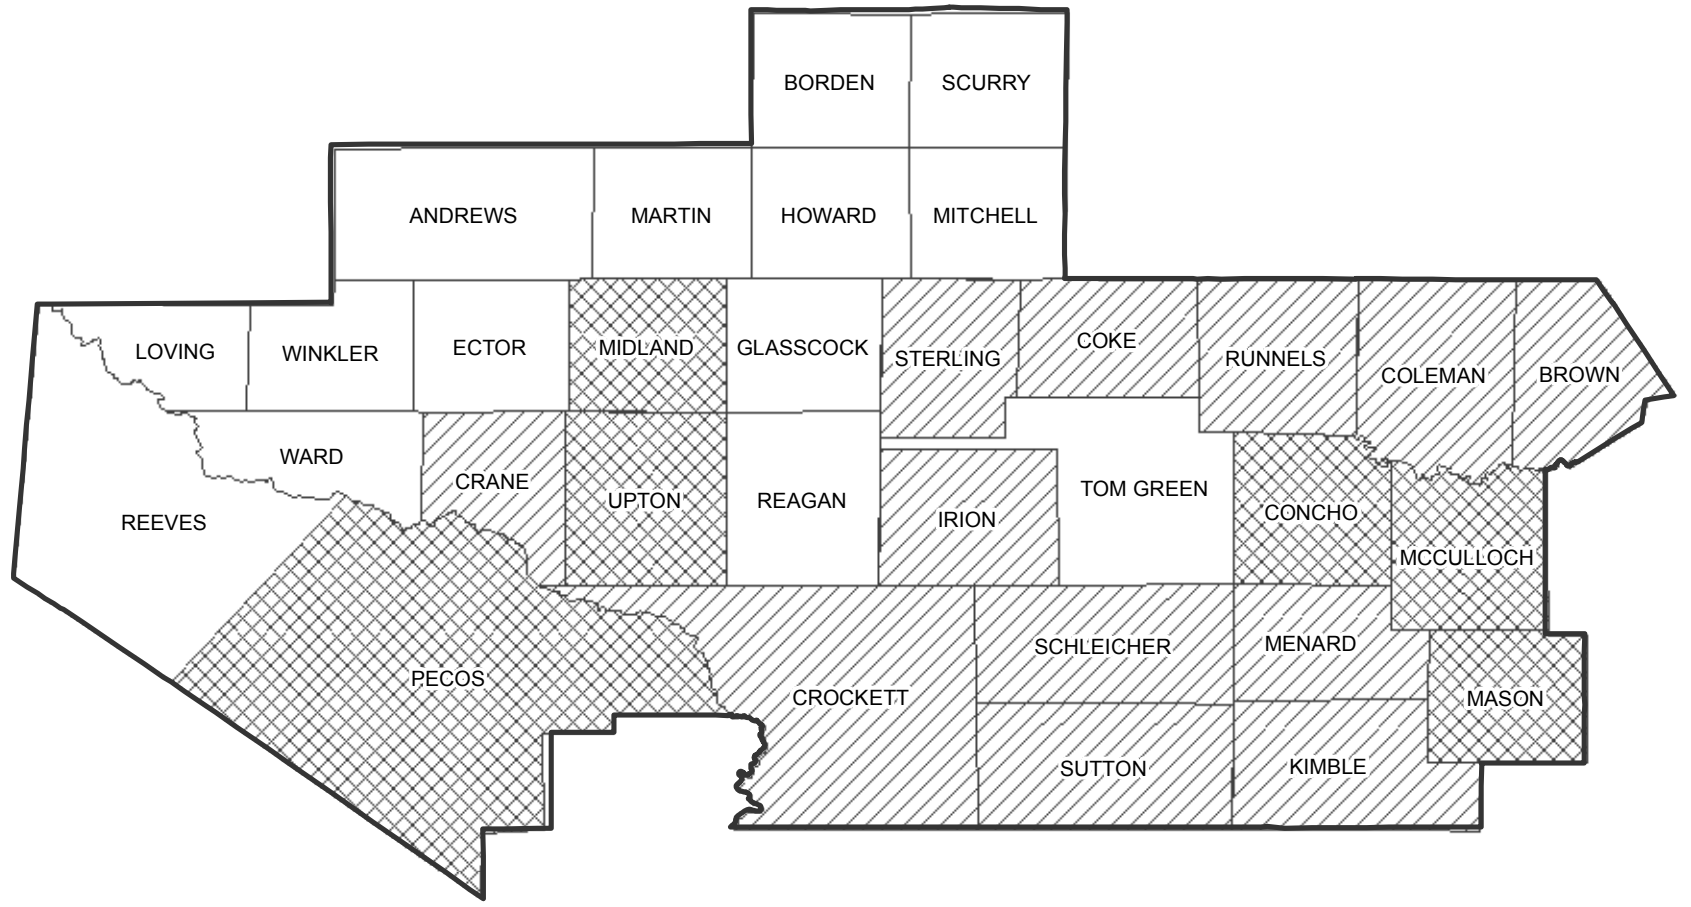 BORDEN
SCURRY
ANDREWS
MARTIN
HOWARD
MITCHELL
LOVING
WINKLER
ECTOR
MIDLAND
GLASSCOCK
STERLING
COKE
RUNNELS
COLEMAN
BROWN
WARD
CRANE
REEVES
UPTON
REAGAN
IRION
TOM GREEN
CONCHO
MCCULLOCH
PECOS
CROCKETT
SCHLEICHER
MENARD
MASON
SUTTON
KIMBLE